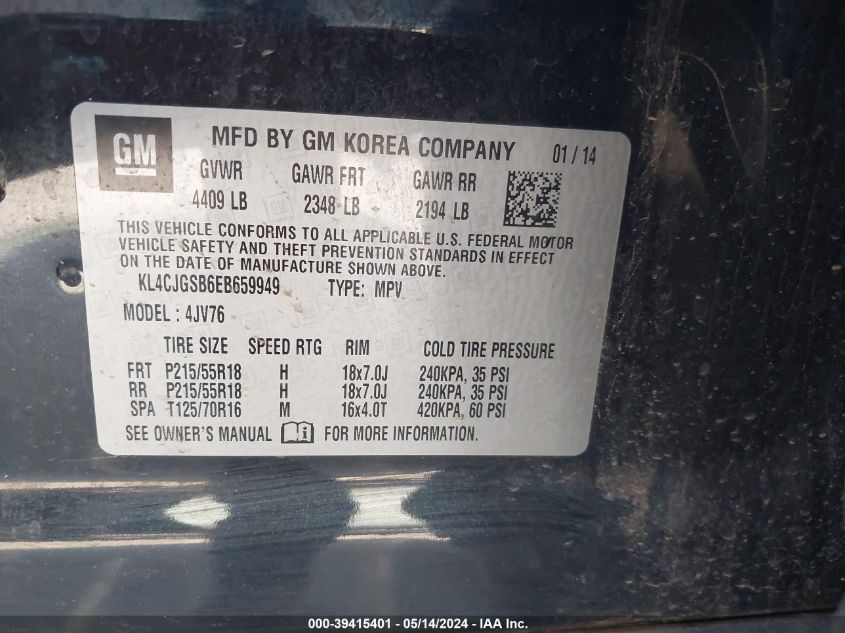 GM MFD BY GM KOREA COMPANY 01 / 14
GVWR GAWR FRT GAWR RR
4409 LB 2348 LB 2194 LB
THIS VEHICLE CONFORMS TO ALL APPLICABLE U.S. FEDERAL MOTOR
VEHICLE SAFETY AND THEFT PREVENTION STANDARDS IN EFFECT
ON THE DATE OF MANUFACTURE SHOWN ABOVE.
KL4CJGSB6EB659949 TYPE: MPV
MODEL : 4JV76
TIRE SIZE SPEED RTG RIM COLD TIRE PRESSURE
FRT P215/55R18 H 18x7.0J 240KPA, 35 PSI
RR P215/55R18 H 18x7.0J 240KPA, 35 PSI
SPA T125/70R16 M 16x4.0T 420KPA, 60 PSI
SEE OWNER'S MANUAL i FOR MORE INFORMATION.
000-39415401 - 05/14/2024 - IAA Inc.